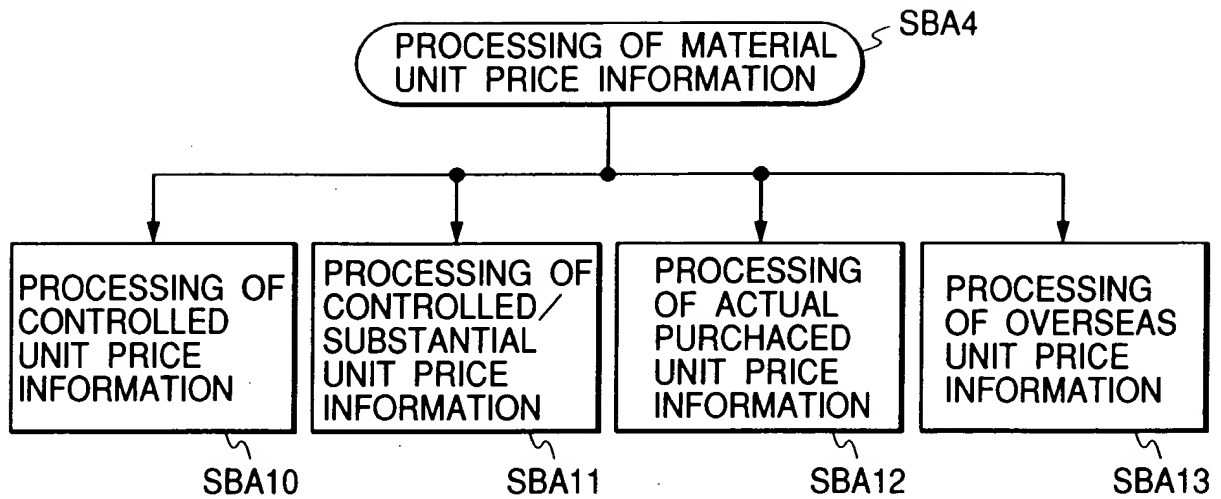 PROCESSING OF MATERIAL
UNIT PRICE INFORMATION
SBA4
PROCESSING OF
CONTROLLED
UNIT PRICE
INFORMATION
SBA10
PROCESSING OF
CONTROLLED/
SUBSTANTIAL
UNIT PRICE
INFORMATION
SBA11
PROCESSING
OF ACTUAL
PURCHACED
UNIT PRICE
INFORMATION
SBA12
PROCESSING
OF OVERSEAS
UNIT PRICE
INFORMATION
SBA13